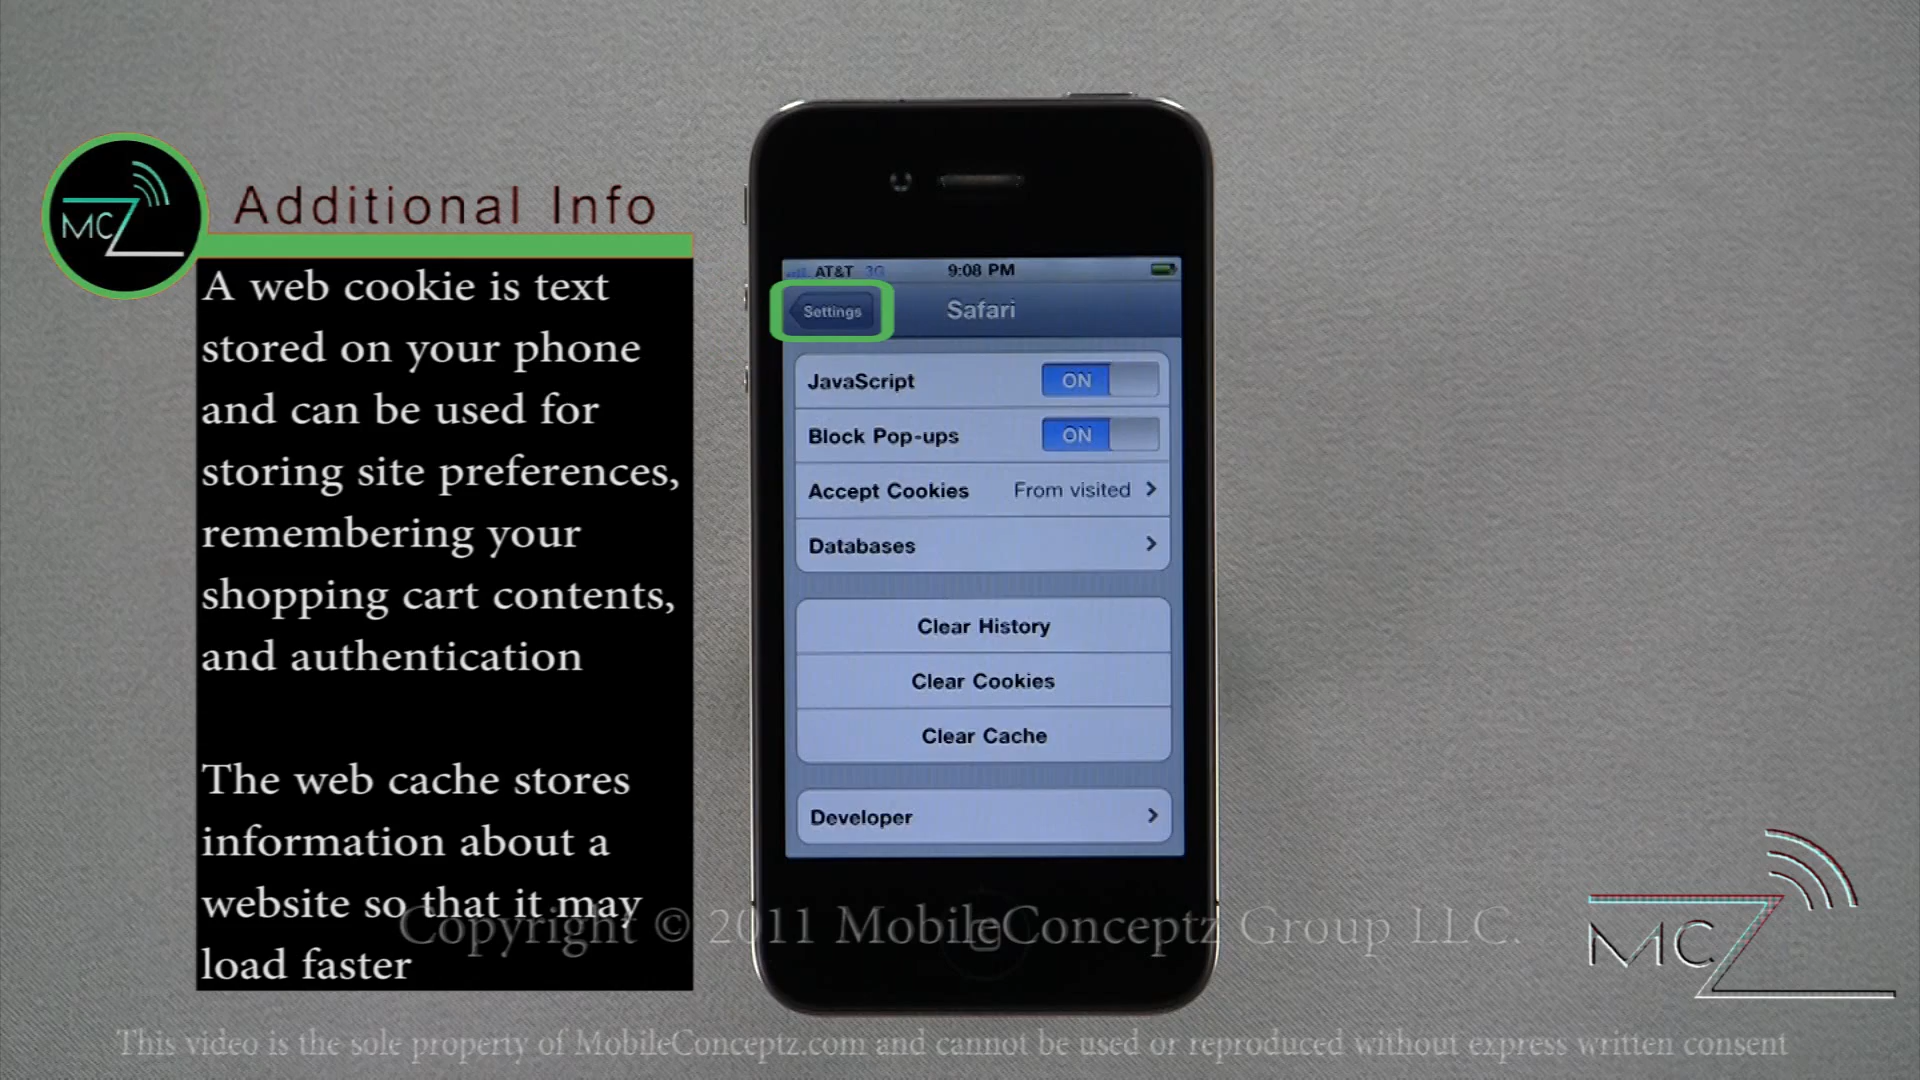 MCZ
Additional Info
A web cookie is text
stored on your phone
and can be used for
storing site preferences,
remembering your
shopping cart contents,
and authentication
The web cache stores
information about a
website so that it may
load faster
AT&T 3G 9:08 PM
Settings Safari
JavaScript ON
Block Pop-ups ON
Accept Cookies From visited
Databases
Clear History
Clear Cookies
Clear Cache
Developer
MCZ
Copyright © 2011 MobileConceptz Group LLC.
This video is the sole property of MobileConceptz.com and cannot be used or reproduced without express written consent